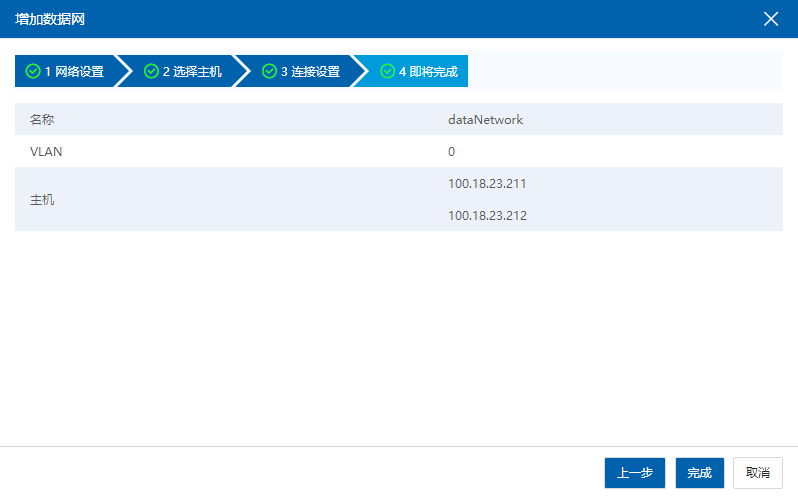 增加数据网
1 网络设置 2 选择主机 3 连接设置 4 即将完成
名称 dataNetwork
VLAN 0
主机 100.18.23.211
100.18.23.212
上一步 完成 取消